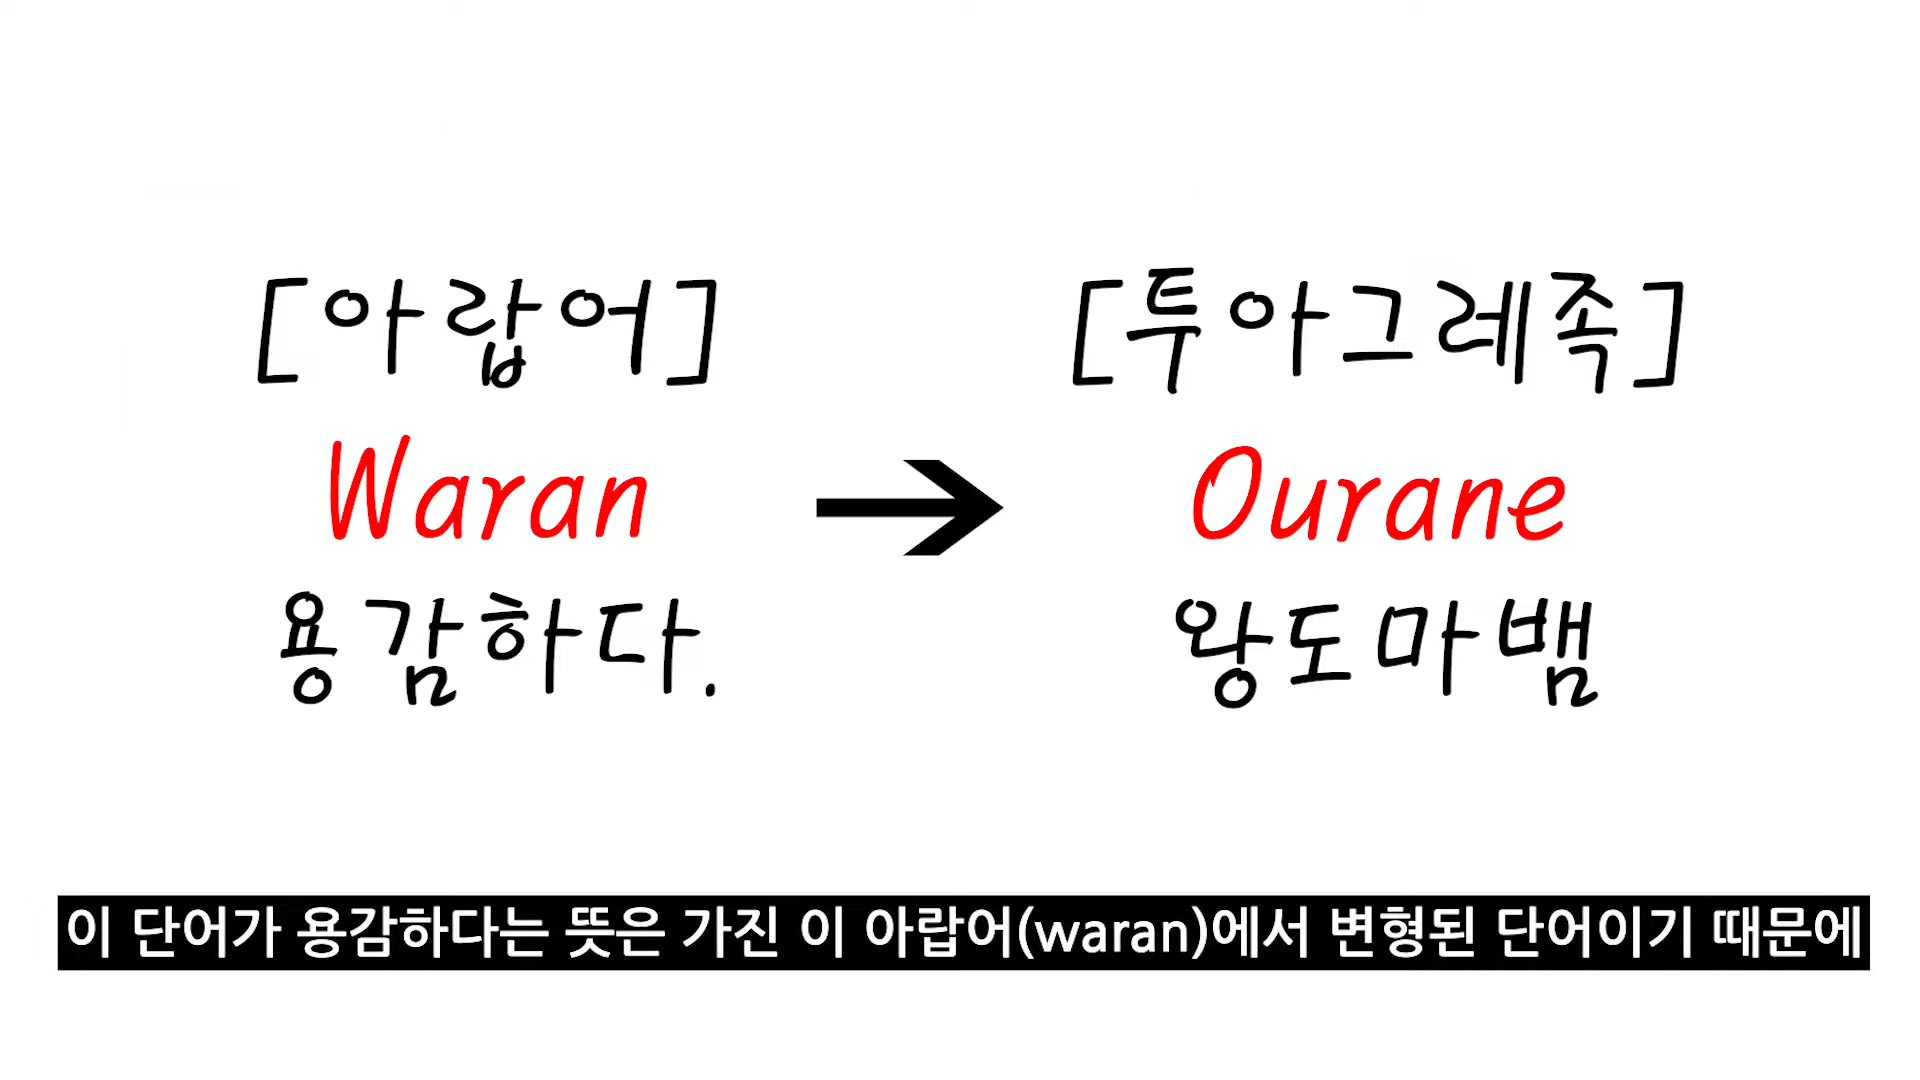 [아랍어]
Waran
용감하다.
→
[투아그레족]
Ourane
왕도마뱀
이 단어가 용감하다는 뜻은 가진 이 아랍어(waran)에서 변형된 단어이기 때문에